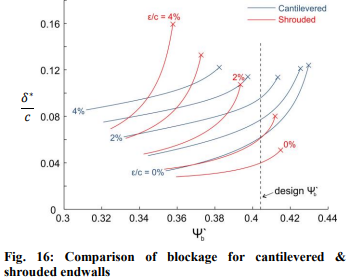 0.16
0.12
0.08
0.04
0
δ*
c
ε/c = 4%
Cantilevered
Shrouded
2%
4%
2%
ε/c = 0%
0%
design Ψ`b
0.3 0.32 0.34 0.36 0.38 0.4 0.42 0.44
Ψ`b
Fig. 16: Comparison of blockage for cantilevered &
shrouded endwalls